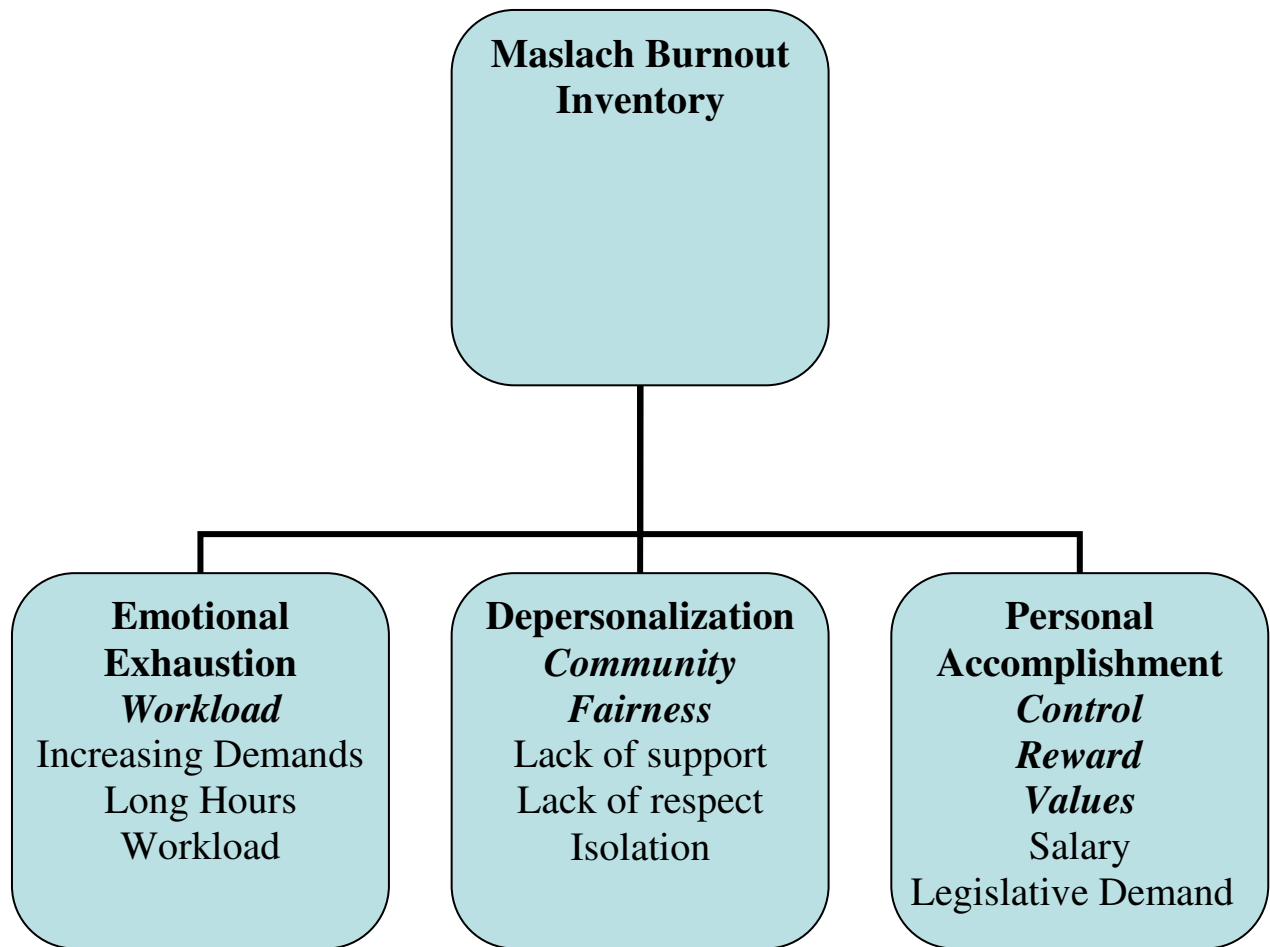 Maslach Burnout
Inventory
Emotional
Exhaustion
Workload
Increasing Demands
Long Hours
Workload
Depersonalization
Community
Fairness
Lack of support
Lack of respect
Isolation
Personal
Accomplishment
Control
Reward
Values
Salary
Legislative Demand